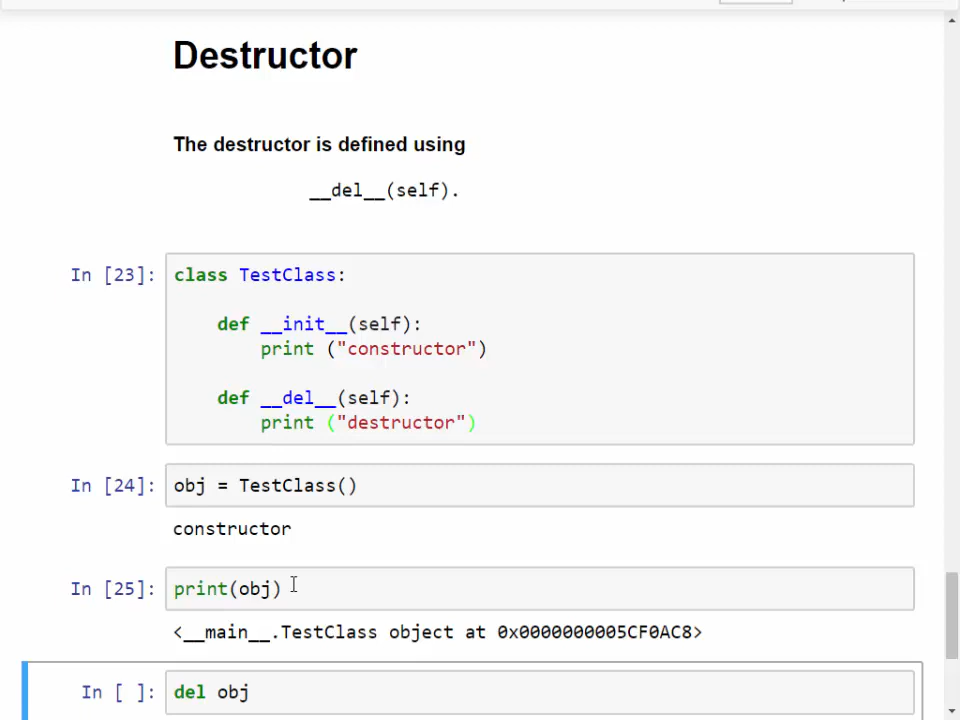 Destructor
The destructor is defined using
__del__(self).
In [23]: class TestClass:
def __init__(self):
print ("constructor")
def __del__(self):
print ("destructor")
In [24]: obj = TestClass()
constructor
In [25]: print(obj)
<__main__.TestClass object at 0x0000000005CF0AC8>
In [ ]: del obj